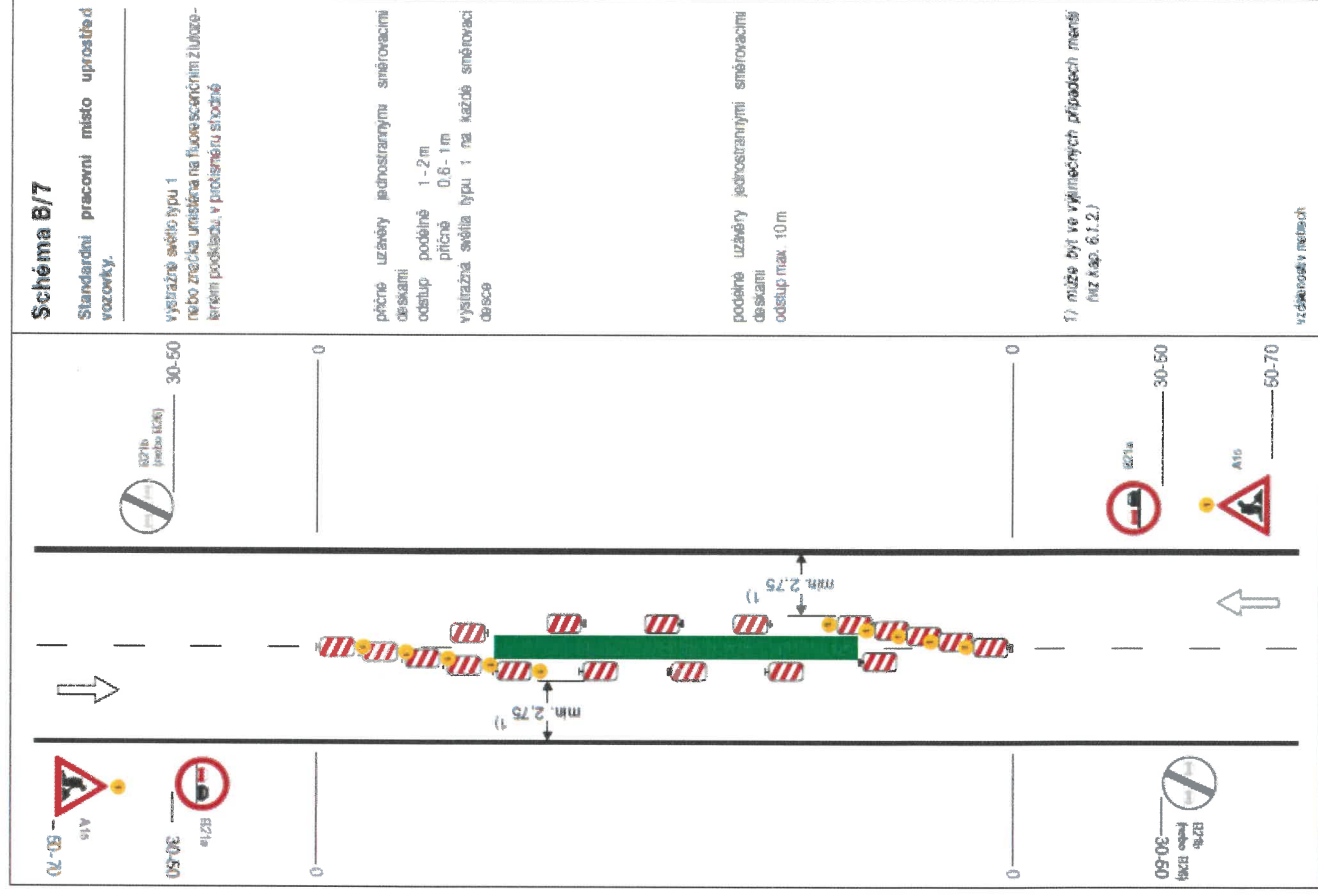 Schéma B/7
Standardní pracovní místo uprostřed
vozovky.
výstražné světlo typu 1
nebo značka umístěna na fluorescenčním žlutoze-
leném podkladu, v protisměru shodně
příčné uzávěry jednostrannými směrovacími
deskami
odstup podélně 1 - 2 m
příčně 0,6 - 1 m
výstražná světla typu 1 na každé směrovací
desce
podélné uzávěry jednostrannými směrovacími
deskami
odstup max. 10 m
1) může být ve výjimečných případech menší
(viz kap. 6.1.2.)
vzdálenosti v metrech
B21b
(nebo B26)
30-50
0
0
B21a
30-50
A15
50-70
min. 2,75
1)
min. 2,75
1)
50-70
A15
30-50
B21a
0
0
B21b
(nebo B26)
30-50